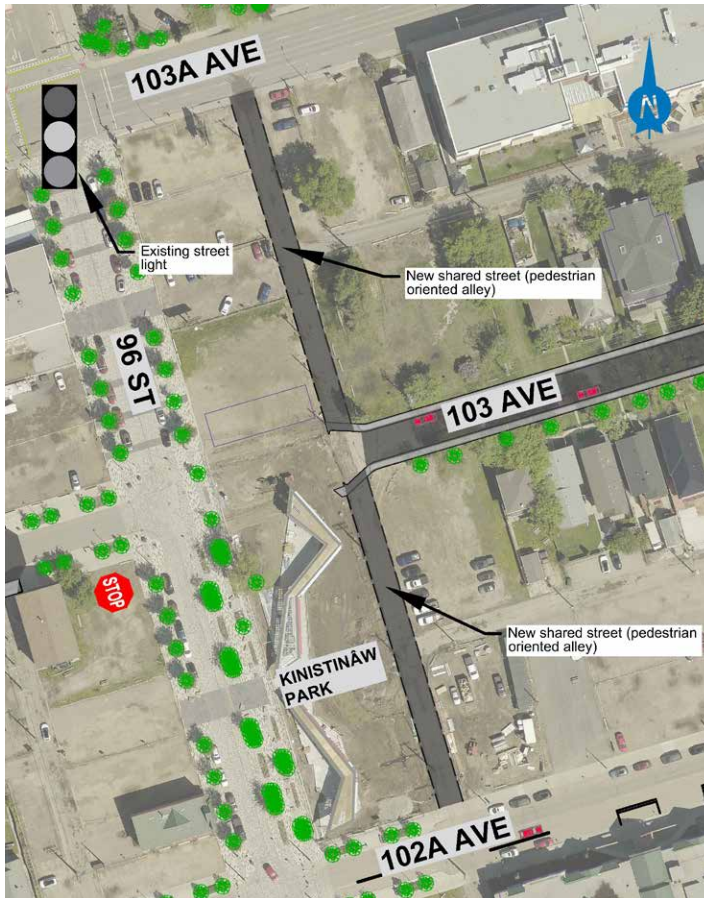 103A AVE
N
Existing street
light
New shared street (pedestrian
oriented alley)
96 ST
103 AVE
STOP
New shared street (pedestrian
oriented alley)
KINISTINÂW
PARK
102A AVE